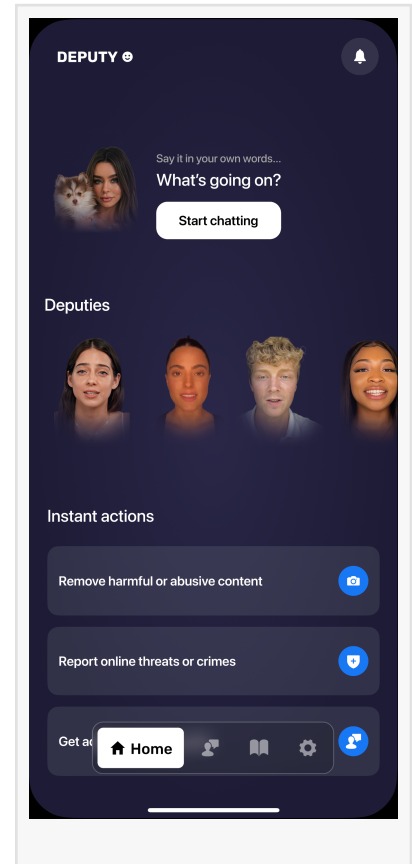 DEPUTY
Say it in your own words...
What's going on?
Start chatting
Deputies
Instant actions
Remove harmful or abusive content
Report online threats or crimes
Get
Home